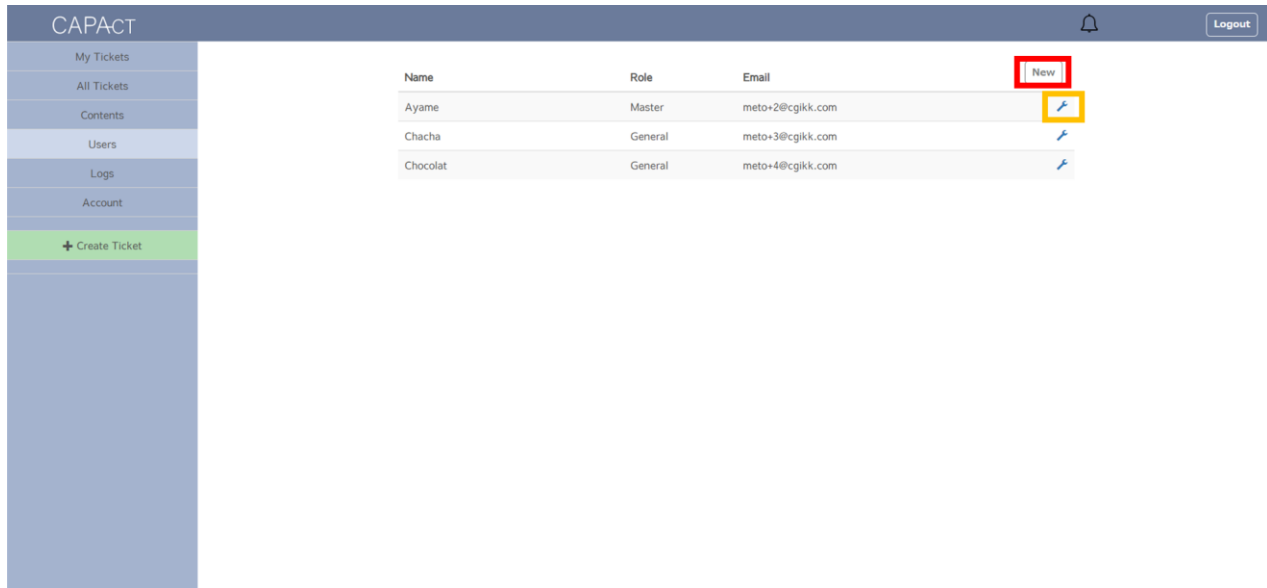 CAPACT
Logout
My Tickets
All Tickets
Contents
Users
Logs
Account
+ Create Ticket
Name Role Email New
Ayame Master meto+2@cgikk.com
Chacha General meto+3@cgikk.com
Chocolat General meto+4@cgikk.com